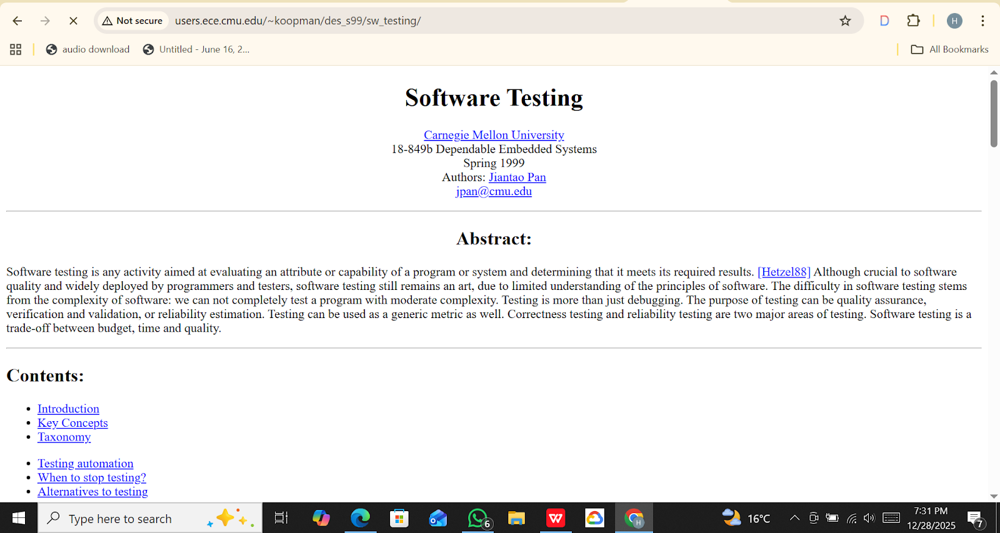 Not secure
users.ece.cmu.edu/~koopman/des_s99/sw_testing/
D
H
audio download
Untitled - June 16, 2...
All Bookmarks
Software Testing
Carnegie Mellon University
18-849b Dependable Embedded Systems
Spring 1999
Authors: Jiantao Pan
jpan@cmu.edu
Abstract:
Software testing is any activity aimed at evaluating an attribute or capability of a program or system and determining that it meets its required results. [Hetzel88] Although crucial to software
quality and widely deployed by programmers and testers, software testing still remains an art, due to limited understanding of the principles of software. The difficulty in software testing stems
from the complexity of software: we can not completely test a program with moderate complexity. Testing is more than just debugging. The purpose of testing can be quality assurance,
verification and validation, or reliability estimation. Testing can be used as a generic metric as well. Correctness testing and reliability testing are two major areas of testing. Software testing is a
trade-off between budget, time and quality.
Contents:
Introduction
Key Concepts
Taxonomy
Testing automation
When to stop testing?
Alternatives to testing
Type here to search
6
W
H
16°C
7:31 PM
12/28/2025
7